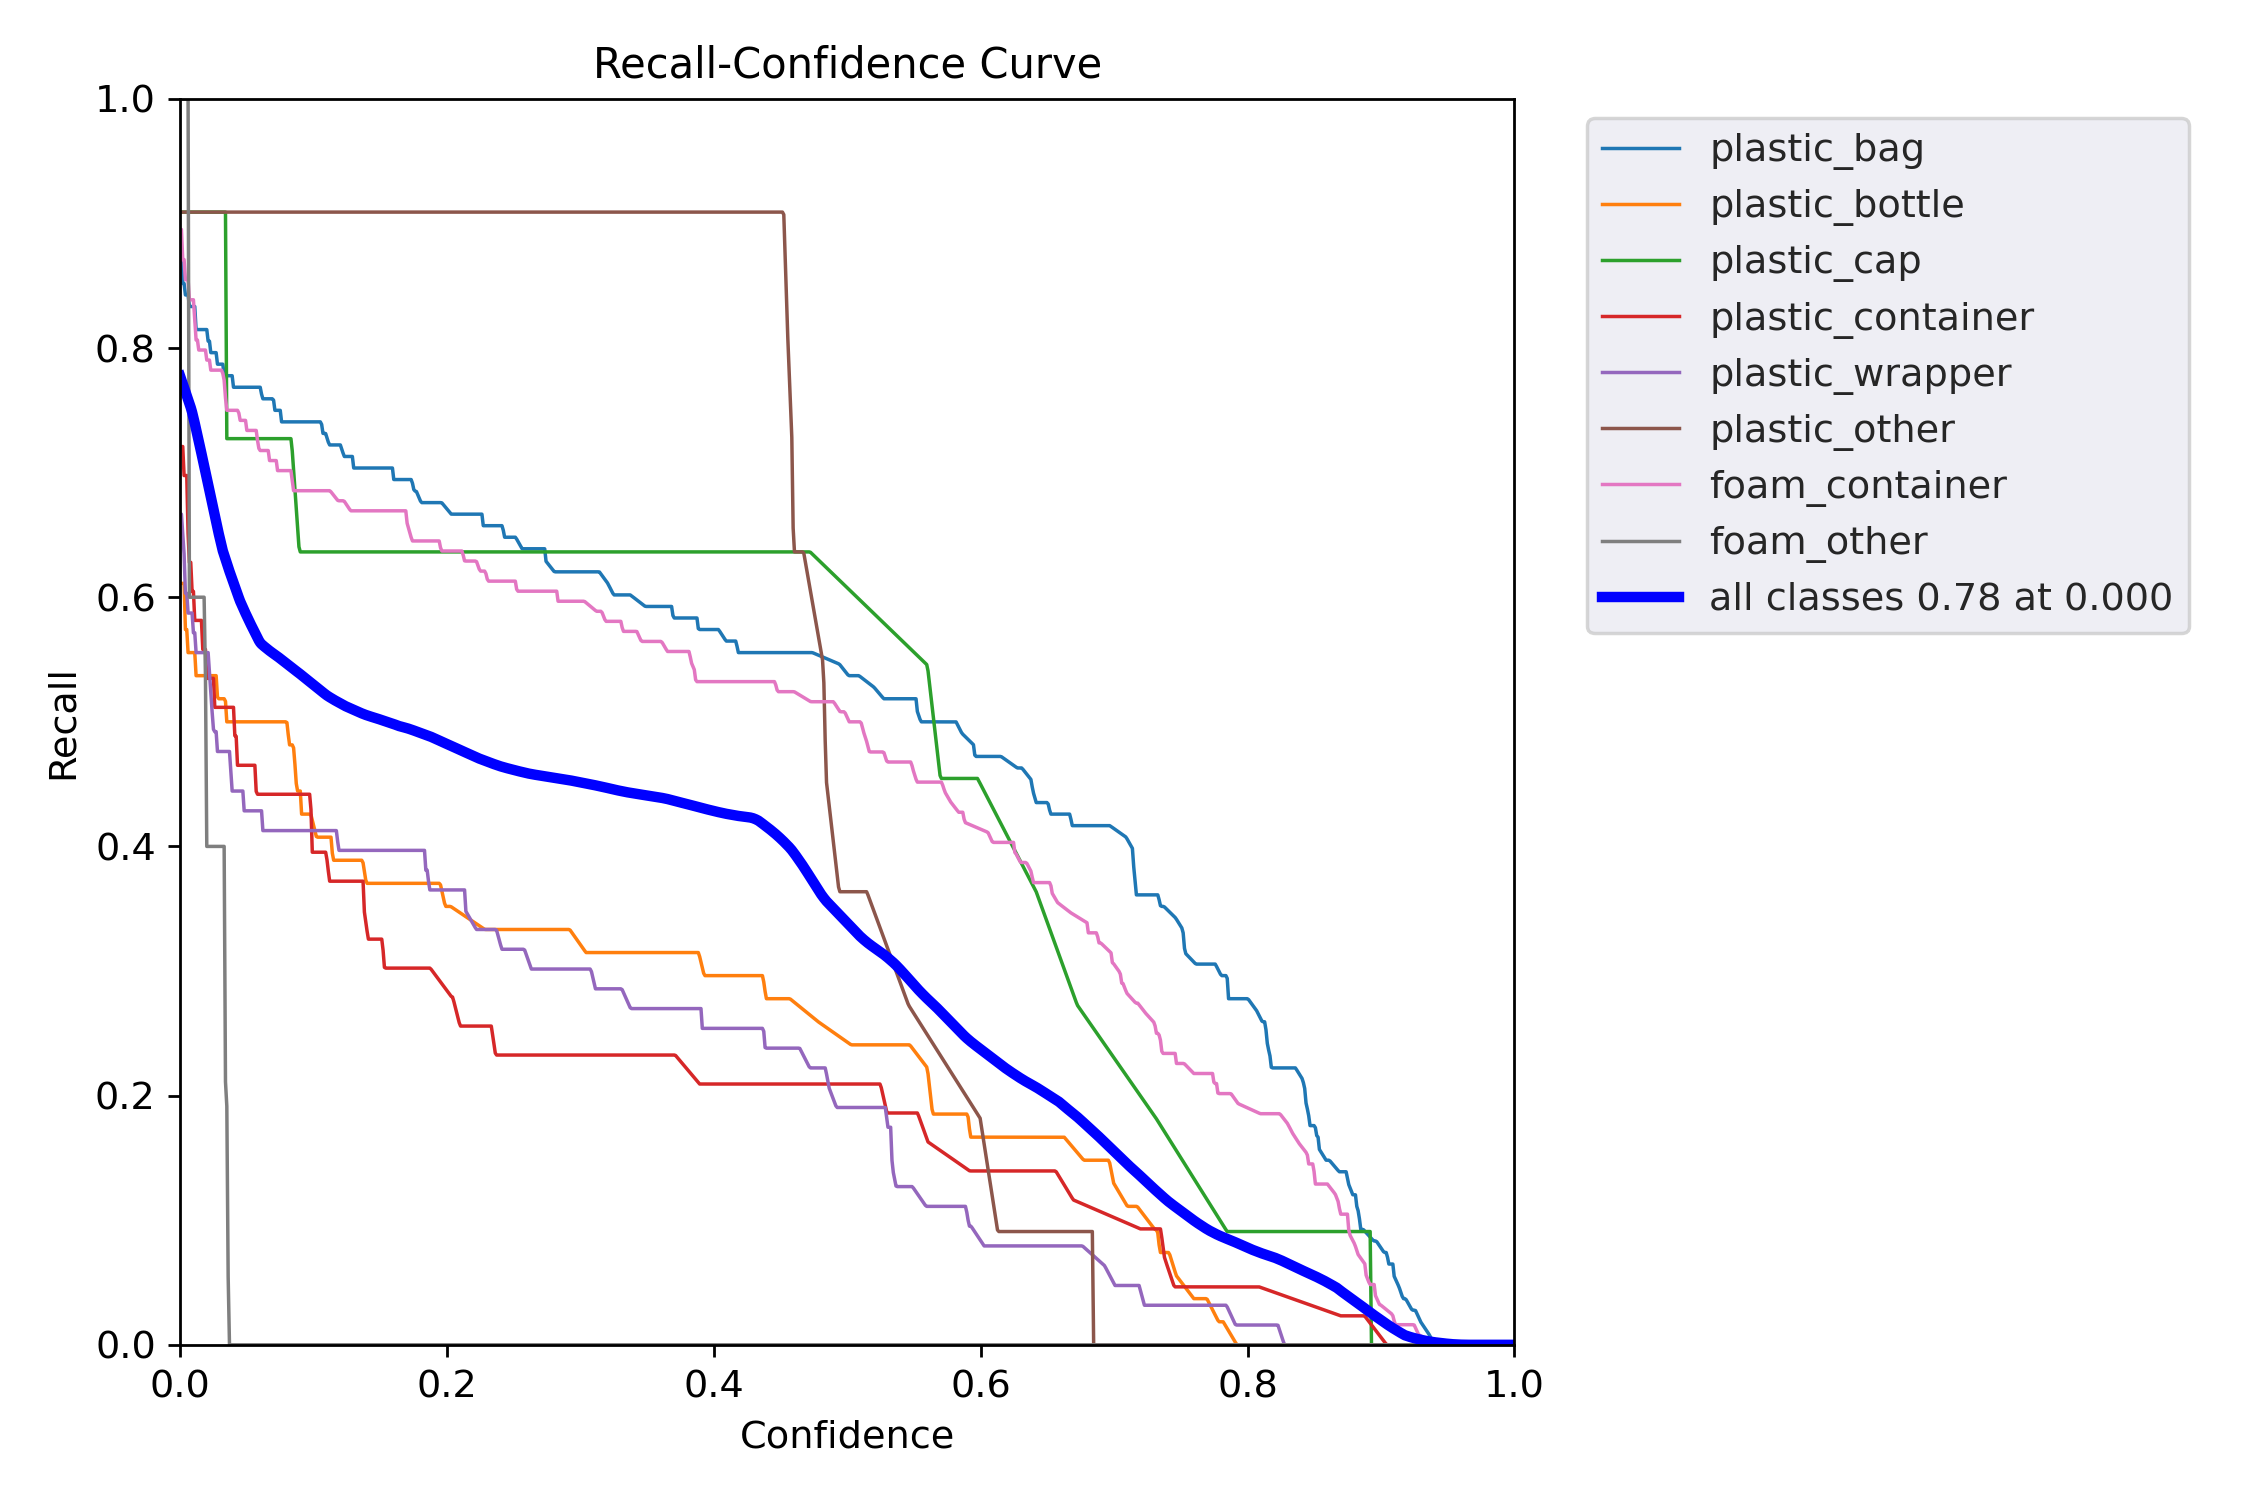 Recall-Confidence Curve
1.0
0.8
0.6
0.4
0.2
0.0
Recall
0.0 0.2 0.4 0.6 0.8 1.0
Confidence
plastic_bag
plastic_bottle
plastic_cap
plastic_container
plastic_wrapper
plastic_other
foam_container
foam_other
all classes 0.78 at 0.000